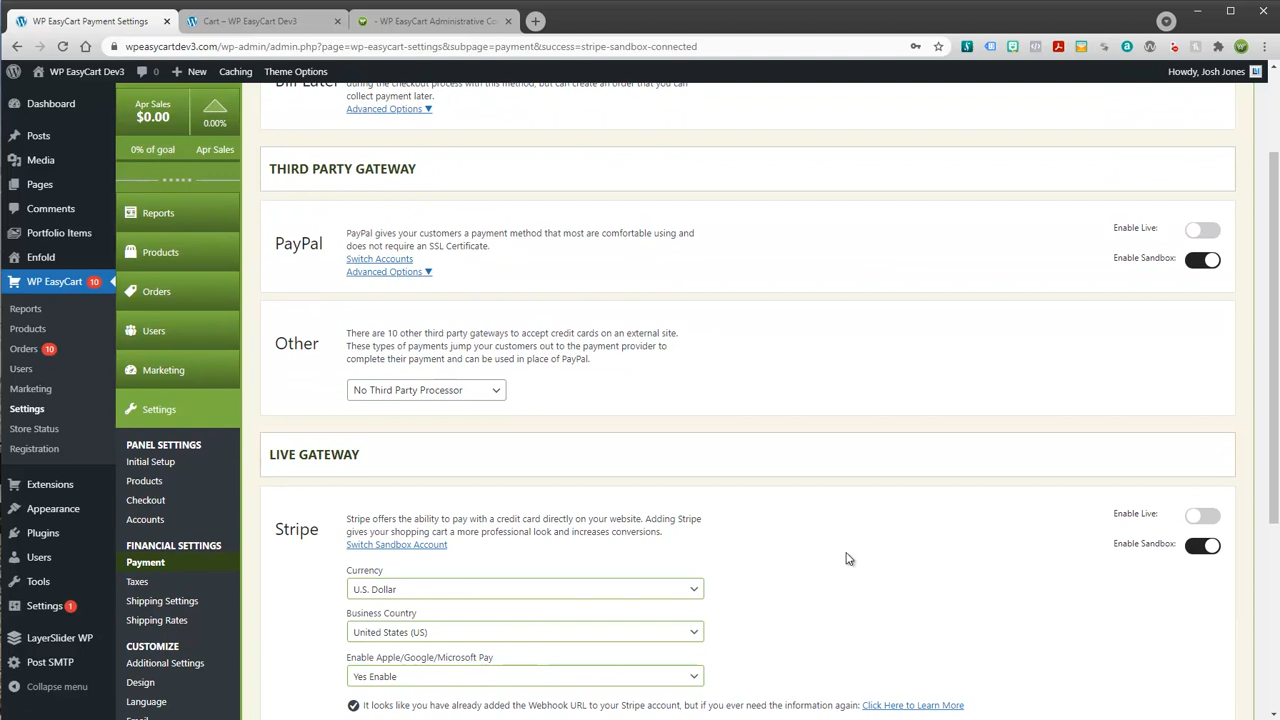 WP EasyCart Payment Settings
Cart – WP EasyCart Dev3
- WP EasyCart Administrative Co
wpeasycartdev3.com/wp-admin/admin.php?page=wp-easycart-settings&subpage=payment&success=stripe-sandbox-connected
WP EasyCart Dev3
0
New
Caching
Theme Options
Howdy, Josh Jones
Dashboard
Posts
Media
Pages
Comments
Portfolio Items
Enfold
WP EasyCart 10
Reports
Products
Orders 10
Users
Marketing
Settings
Store Status
Registration
Extensions
Appearance
Plugins
Users
Tools
Settings 1
LayerSlider WP
Post SMTP
Collapse menu
Apr Sales
$0.00
0.00%
0% of goal
Apr Sales
Reports
Products
Orders
Users
Marketing
Settings
PANEL SETTINGS
Initial Setup
Products
Checkout
Accounts
FINANCIAL SETTINGS
Payment
Taxes
Shipping Settings
Shipping Rates
CUSTOMIZE
Additional Settings
Design
Language
Bill Later
during the checkout process with this method, but can create an order that you can
collect payment later.
Advanced Options ▼
THIRD PARTY GATEWAY
PayPal
PayPal gives your customers a payment method that most are comfortable using and
does not require an SSL Certificate.
Switch Accounts
Advanced Options ▼
Enable Live:
Enable Sandbox:
Other
There are 10 other third party gateways to accept credit cards on an external site.
These types of payments jump your customers out to the payment provider to
complete their payment and can be used in place of PayPal.
No Third Party Processor
LIVE GATEWAY
Stripe
Stripe offers the ability to pay with a credit card directly on your website. Adding Stripe
gives your shopping cart a more professional look and increases conversions.
Switch Sandbox Account
Enable Live:
Enable Sandbox:
Currency
U.S. Dollar
Business Country
United States (US)
Enable Apple/Google/Microsoft Pay
Yes Enable
It looks like you have already added the Webhook URL to your Stripe account, but if you ever need the information again: Click Here to Learn More